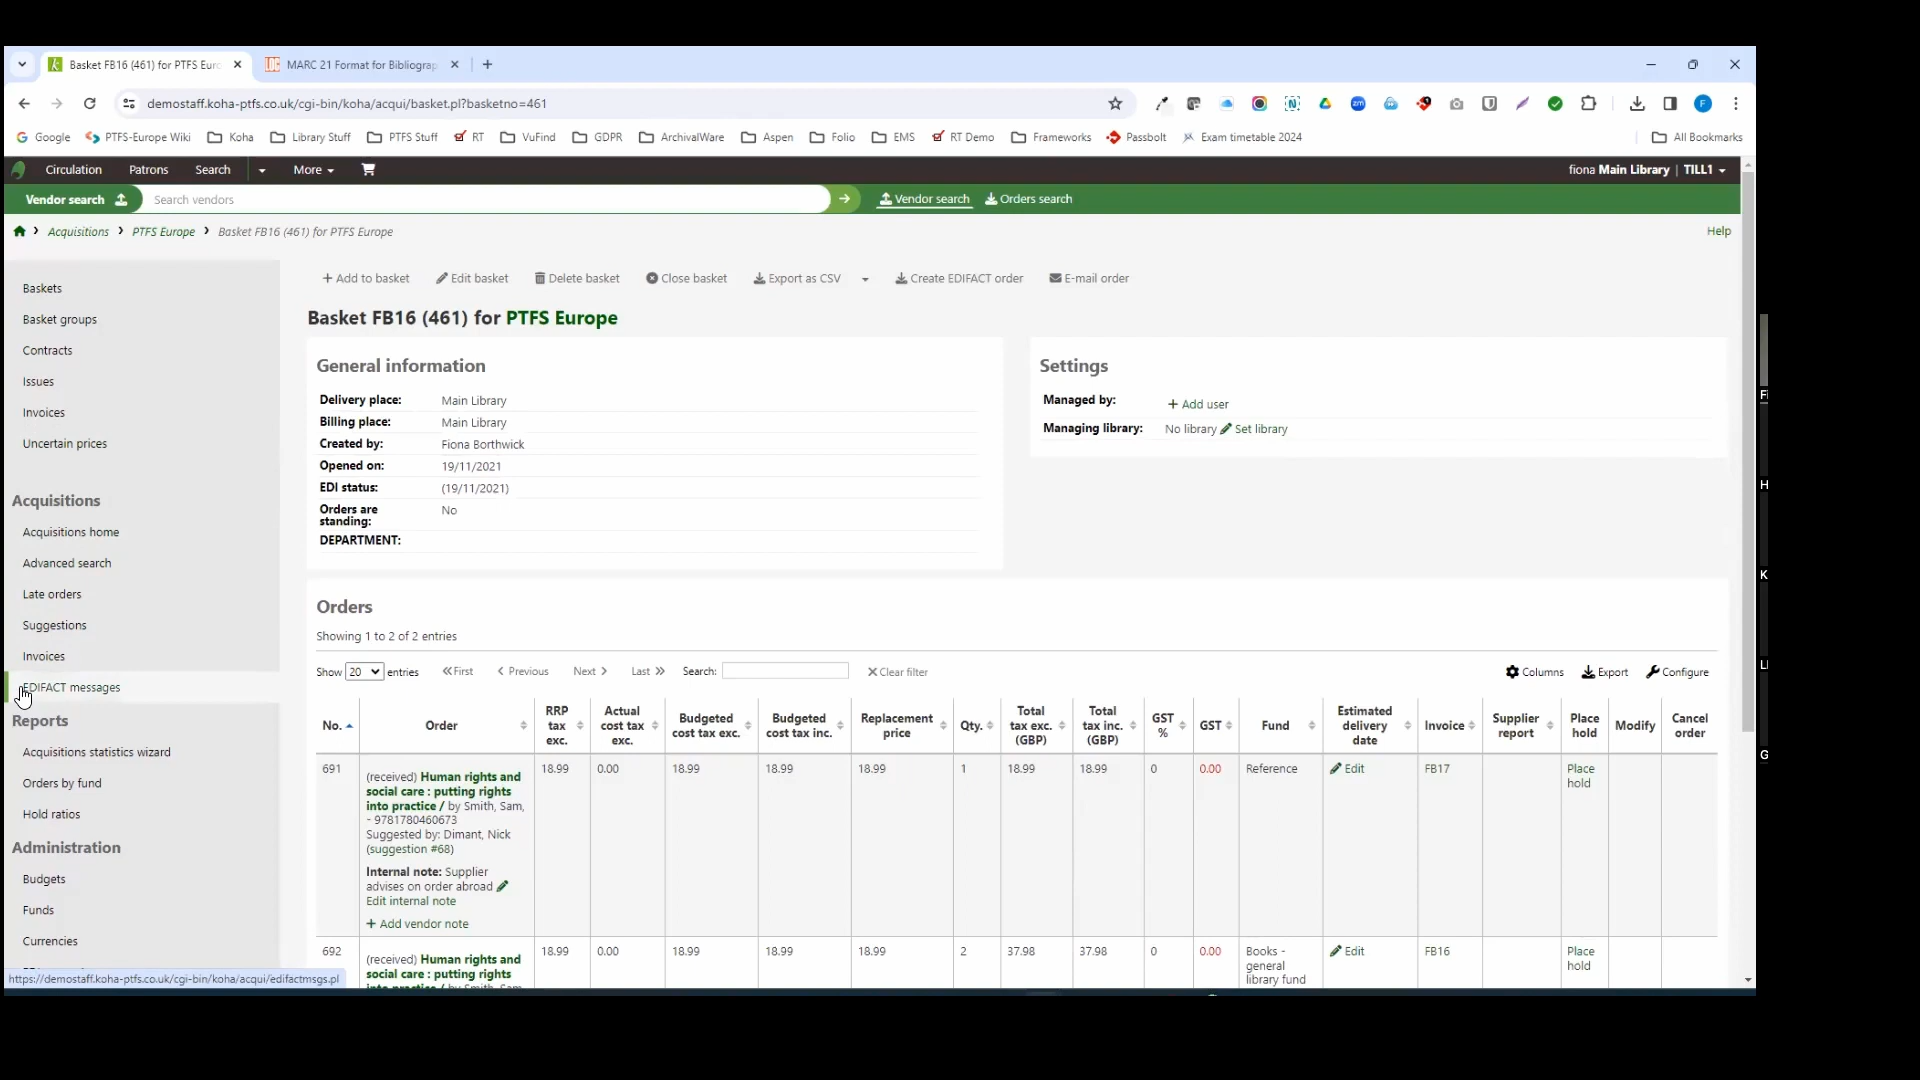 Basket FB16 (461) for PTFS Euro
MARC 21 Format for Bibliograp
demostaff.koha-ptfs.co.uk/cgi-bin/koha/acqui/basket.pl?basketno=461
Google PTFS-Europe Wiki Koha Library Stuff PTFS Stuff RT VuFind GDPR ArchivalWare Aspen Folio EMS RT Demo Frameworks Passbolt Exam timetable 2024 All Bookmarks
Circulation Patrons Search More fiona Main Library | TILL1
Vendor search Search vendors Vendor search Orders search
Acquisitions PTFS Europe Basket FB16 (461) for PTFS Europe Help
Baskets
Basket groups
Contracts
Issues
Invoices
Uncertain prices
Acquisitions
Acquisitions home
Advanced search
Late orders
Suggestions
Invoices
EDIFACT messages
Reports
Acquisitions statistics wizard
Orders by fund
Hold ratios
Administration
Budgets
Funds
Currencies
https://demostaff.koha-ptfs.co.uk/cgi-bin/koha/acqui/edifactmsgs.pl
+ Add to basket Edit basket Delete basket Close basket Export as CSV Create EDIFACT order E-mail order
Basket FB16 (461) for PTFS Europe
General information
Delivery place: Main Library
Billing place: Main Library
Created by: Fiona Borthwick
Opened on: 19/11/2021
EDI status: (19/11/2021)
Orders are standing: No
DEPARTMENT:
Settings
Managed by: + Add user
Managing library: No library Set library
Orders
Showing 1 to 2 of 2 entries
Show 20 entries First Previous Next Last Search: Clear filter Columns Export Configure
No. Order RRP tax exc. Actual cost tax exc. Budgeted cost tax exc. Budgeted cost tax inc. Replacement price Qty. Total tax exc. (GBP) Total tax inc. (GBP) GST % GST Fund Estimated delivery date Invoice Supplier report Place hold Modify Cancel order
691
(received) Human rights and
social care : putting rights
into practice / by Smith, Sam,
- 9781780460673
Suggested by: Dimant, Nick
(suggestion #68)
Internal note: Supplier
advises on order abroad
Edit internal note
+ Add vendor note
18.99 0.00 18.99 18.99 18.99 1 18.99 18.99 0 0.00 Reference Edit FB17 Place hold
692
(received) Human rights and
social care : putting rights
18.99 0.00 18.99 18.99 18.99 2 37.98 37.98 0 0.00 Books - general library fund Edit FB16 Place hold